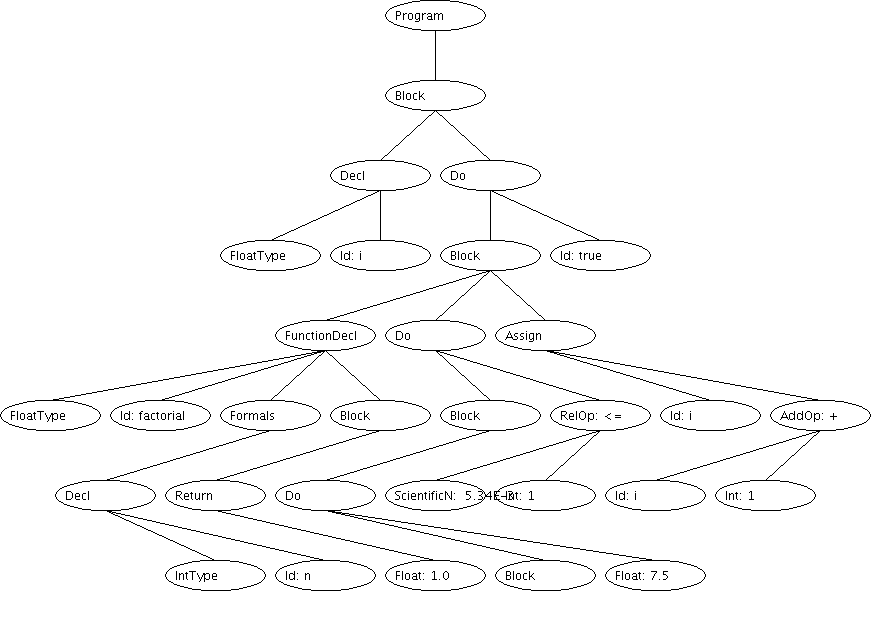 Program
Block
Decl Do
FloatType Id: i Block Id: true
FunctionDecl Do Assign
FloatType Id: factorial Formals Block Block RelOp: <= Id: i AddOp: +
Decl Return Do ScientificN: 5.34E-3 Int: 1 Id: i Int: 1
IntType Id: n Float: 1.0 Block Float: 7.5